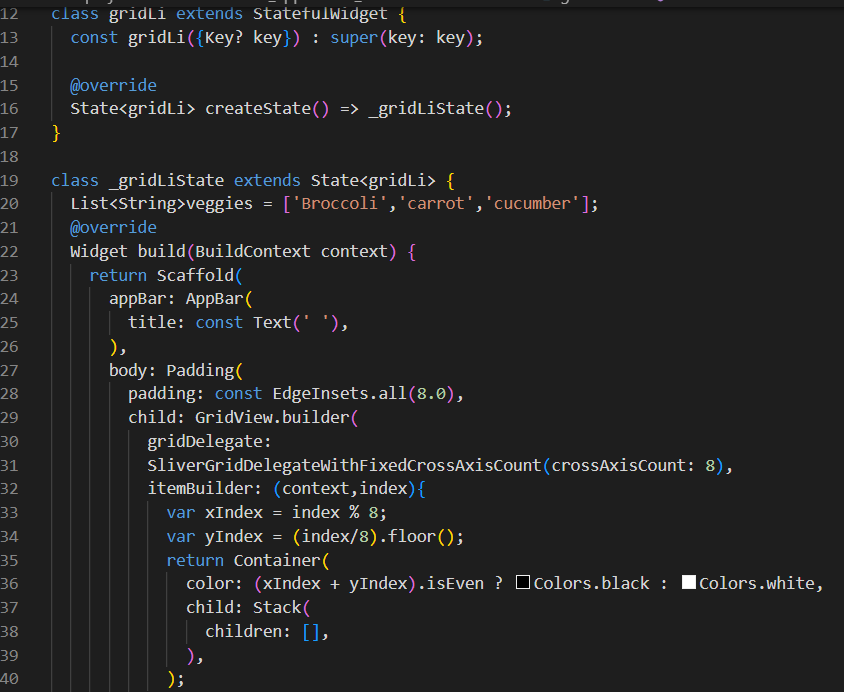 12 class gridLi extends StatefulWidget {
13 const gridLi({Key? key}) : super(key: key);
14
15 @override
16 State<gridLi> createState() => _gridLiState();
17 }
18
19 class _gridLiState extends State<gridLi> {
20 List<String>veggies = ['Broccoli','carrot','cucumber'];
21 @override
22 Widget build(BuildContext context) {
23 return Scaffold(
24 appBar: AppBar(
25 title: const Text(' '),
26 ),
27 body: Padding(
28 padding: const EdgeInsets.all(8.0),
29 child: GridView.builder(
30 gridDelegate:
31 SliverGridDelegateWithFixedCrossAxisCount(crossAxisCount: 8),
32 itemBuilder: (context,index){
33 var xIndex = index % 8;
34 var yIndex = (index/8).floor();
35 return Container(
36 color: (xIndex + yIndex).isEven ? Colors.black : Colors.white,
37 child: Stack(
38 children: [],
39 ),
40 );